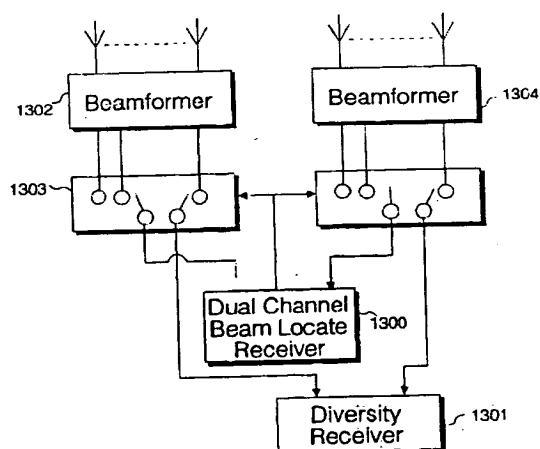 1302
Beamformer
Beamformer
1304
1303
Dual Channel
Beam Locate
Receiver
1300
Diversity
Receiver
1301